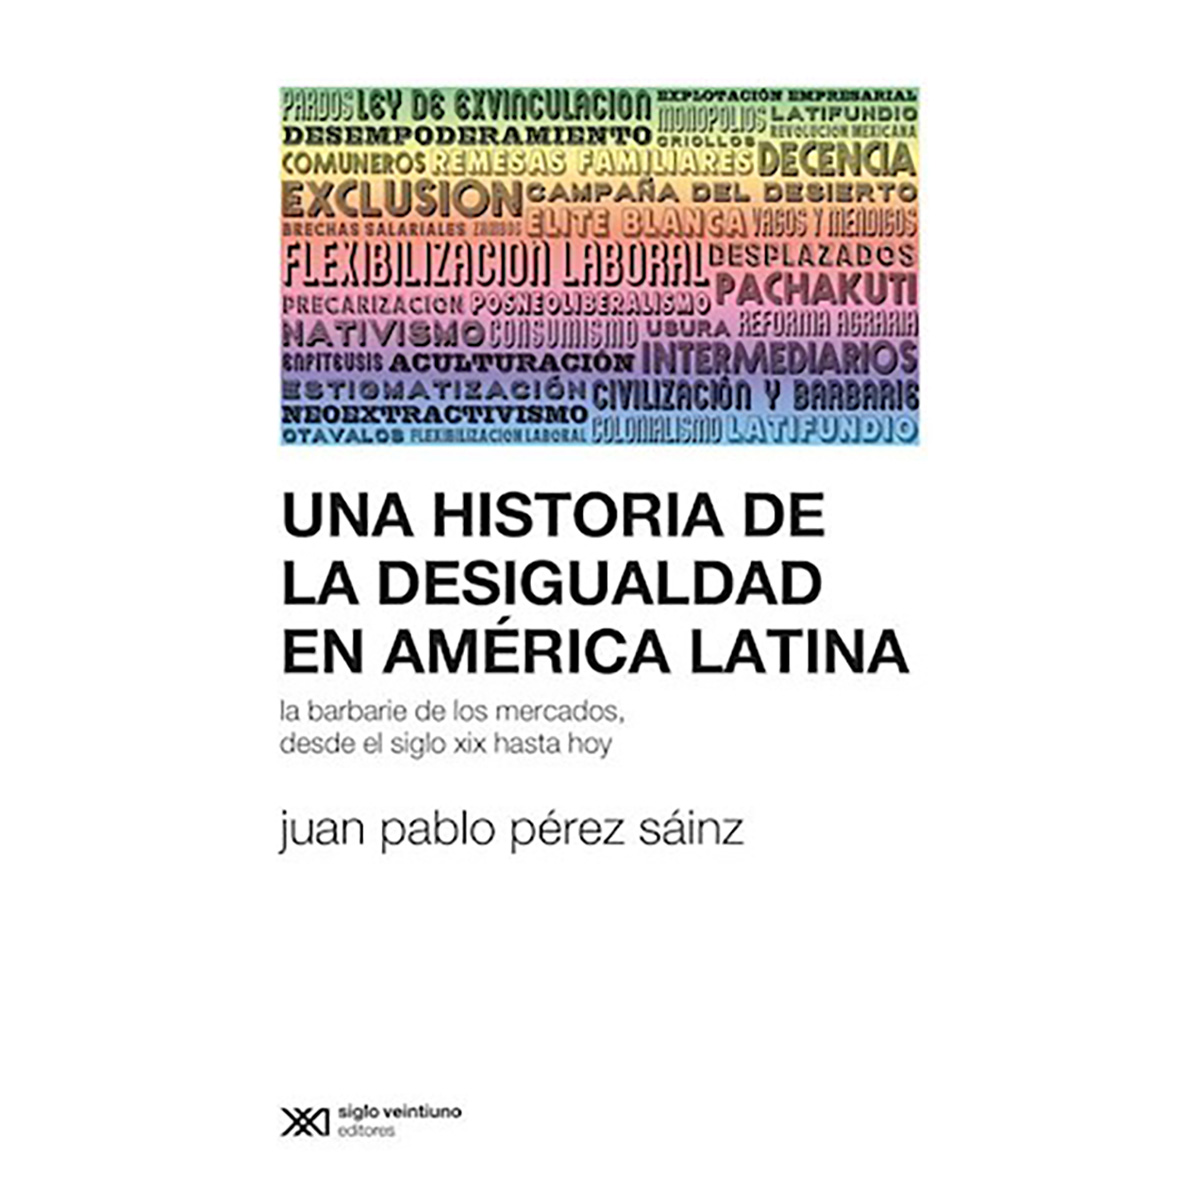 PARDOS LEY DE EXVINCULACION EXPLOTACIÓN EMPRESARIAL
MONOPOLIOS LATIFUNDIO
DESEMPODERAMIENTO CRIOLLOS REVOLUCION MEXICANA
COMUNEROS REMESAS FAMILIARES DECENCIA
EXCLUSION CAMPAÑA DEL DESIERTO
BRECHAS SALARIALES ZAMBOS ELITE BLANCA VAGOS Y MENDIGOS
FLEXIBILIZACION LABORAL DESPLAZADOS
PRECARIZACION POSNEOLIBERALISMO PACHAKUTI
NATIVISMO CONSUMISMO USURA REFORMA AGRARIA
ENFITEUSIS ACULTURACIÓN INTERMEDIARIOS
ESTIGMATIZACIÓN CIVILIZACIÓN Y BARBARIE
NEOEXTRACTIVISMO
OTAVALOS FLEXIBILIZACION LABORAL COLONIALISMO LATIFUNDIO
UNA HISTORIA DE
LA DESIGUALDAD
EN AMÉRICA LATINA
la barbarie de los mercados,
desde el siglo xix hasta hoy
juan pablo pérez sáinz
siglo veintiuno
editores